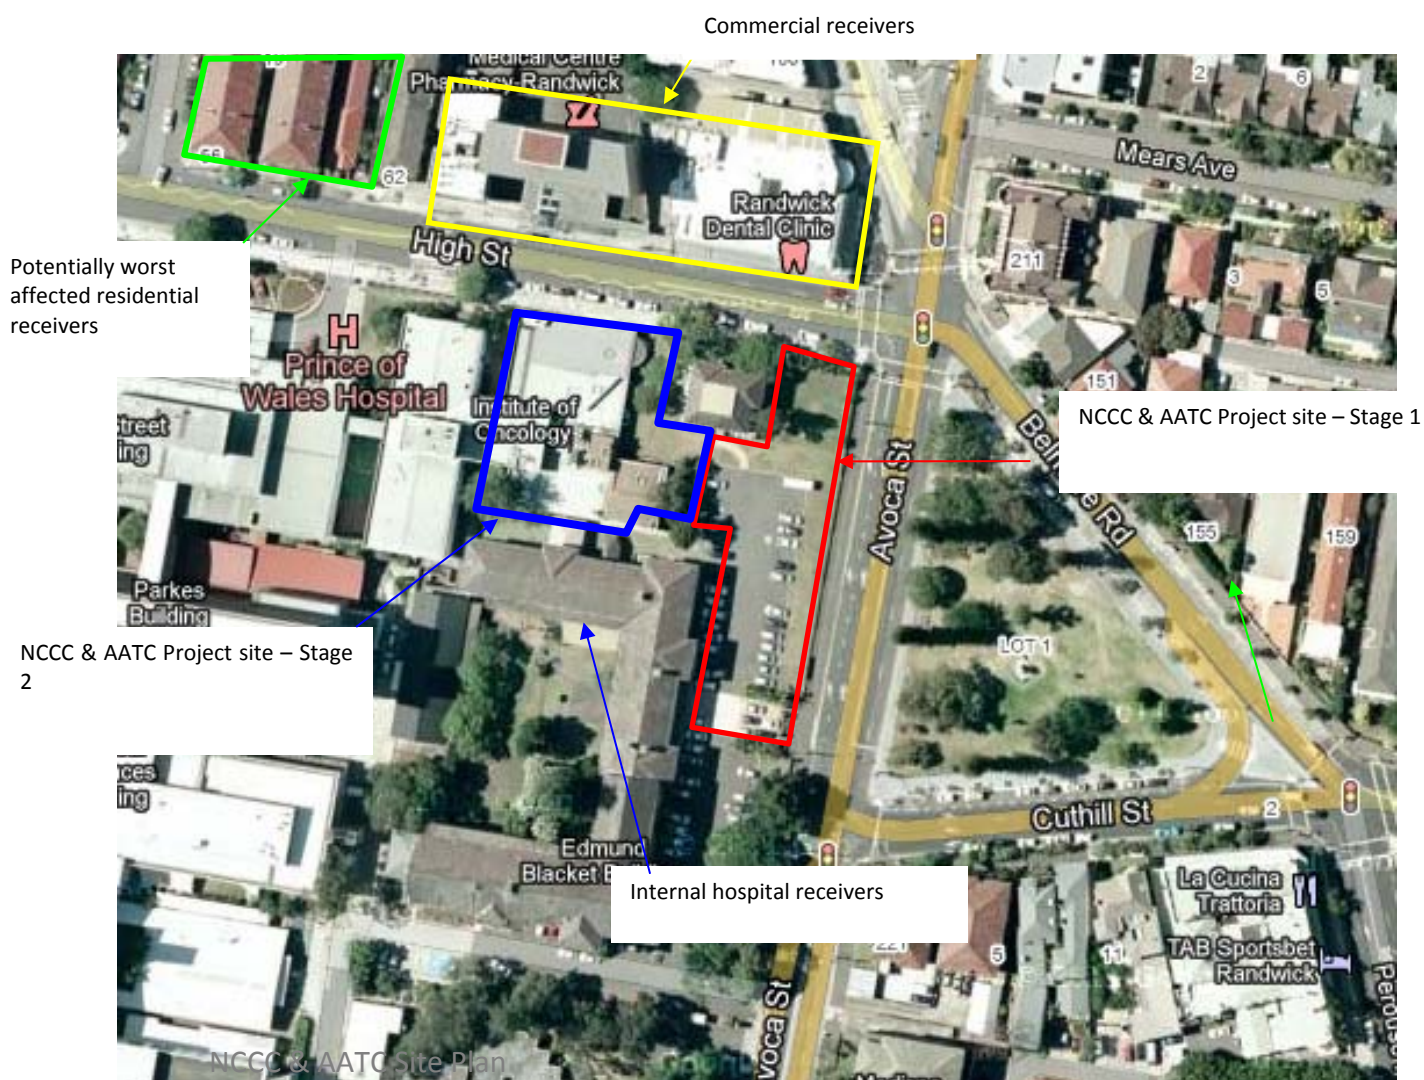 Commercial receivers
Medical Centre
Pharmacy-Randwick
2
6
Mears Ave
56
62
Randwick
Dental Clinic
High St
211
3
5
Potentially worst
affected residential
receivers
H
Prince of
Wales Hospital
Institute of
Oncology
151
NCCC & AATC Project site – Stage 1
Avoca St
Rd
155
159
Parkes
Building
LOT 1
NCCC & AATC Project site – Stage
2
Cuthill St
2
Edmund
Blacket
Internal hospital receivers
La Cucina
Trattoria
TAB Sportsbet
Randwick
221
5
11
NCCC & AATC Site Plan